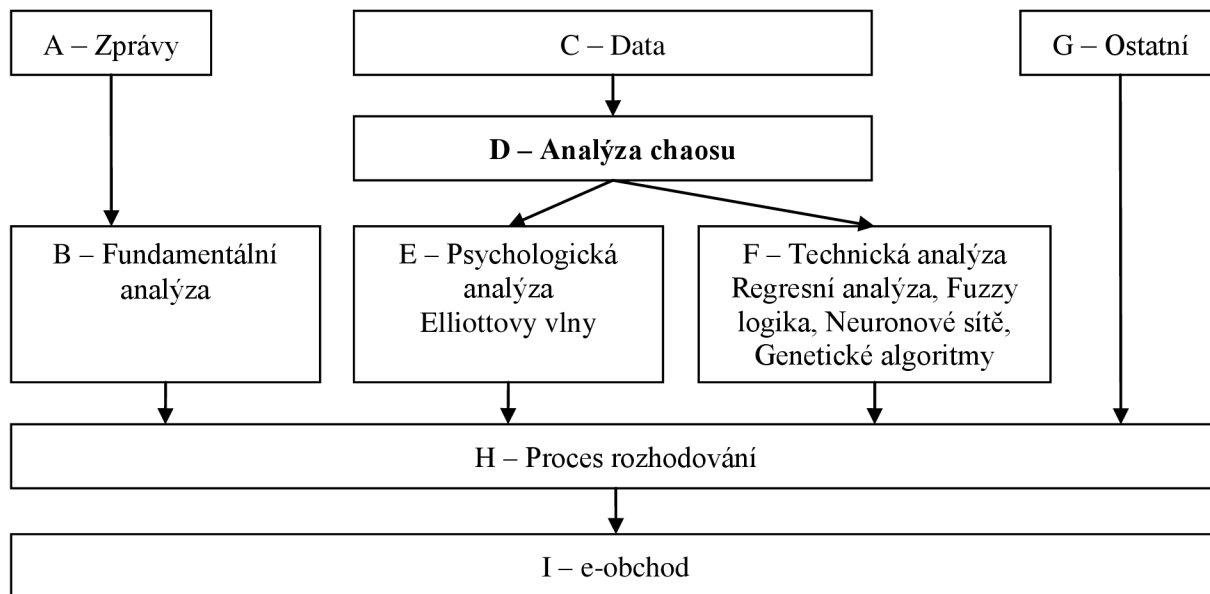 A – Zprávy
C – Data
G – Ostatní
D – Analýza chaosu
B – Fundamentální
analýza
E – Psychologická
analýza
Elliottovy vlny
F – Technická analýza
Regresní analýza, Fuzzy
logika, Neuronové sítě,
Genetické algoritmy
H – Proces rozhodování
I – e-obchod